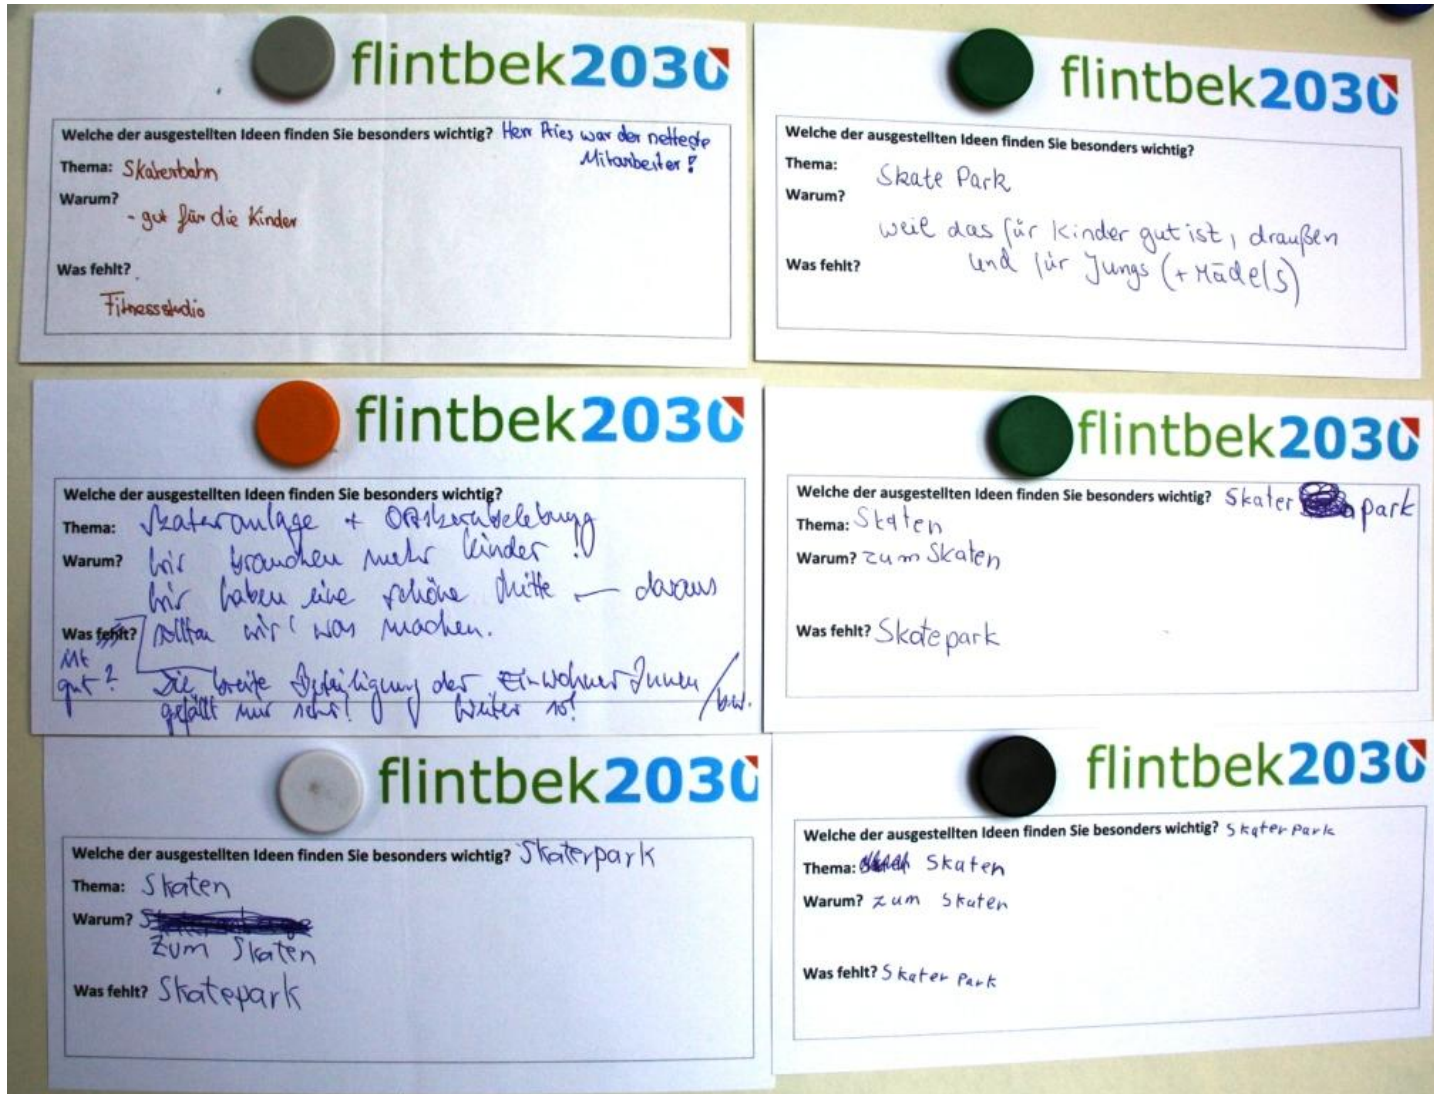 flintbek2030
Welche der ausgestellten Ideen finden Sie besonders wichtig? Herr Pries war der netteste
Mitarbeiter!
Thema: Skaterbahn
Warum?
- gut für die Kinder
Was fehlt?
Fitnessstudio
flintbek2030
Welche der ausgestellten Ideen finden Sie besonders wichtig?
Thema: Skate Park
Warum?
weil das für Kinder gut ist, draußen
Was fehlt? und für Jungs (+ Mädels)
flintbek2030
Welche der ausgestellten Ideen finden Sie besonders wichtig?
Thema: Skateranlage + Ortskernbelebung
Warum? Wir brauchen mehr Kinder!
Wir haben eine schöne Mitte — daraus
Was fehlt? sollten wir was machen.
ist
gut? Die breite Beteiligung der EinwohnerInnen
gefällt mir sehr! Weiter so!
flintbek2030
Welche der ausgestellten Ideen finden Sie besonders wichtig? Skater park
Thema: Skaten
Warum? zum Skaten
Was fehlt? Skatepark
flintbek2030
Welche der ausgestellten Ideen finden Sie besonders wichtig? Skaterpark
Thema: Skaten
Warum?
Zum Skaten
Was fehlt? Skatepark
flintbek2030
Welche der ausgestellten Ideen finden Sie besonders wichtig? Skater Park
Thema: Skaten
Warum? zum Skaten
Was fehlt? Skater Park